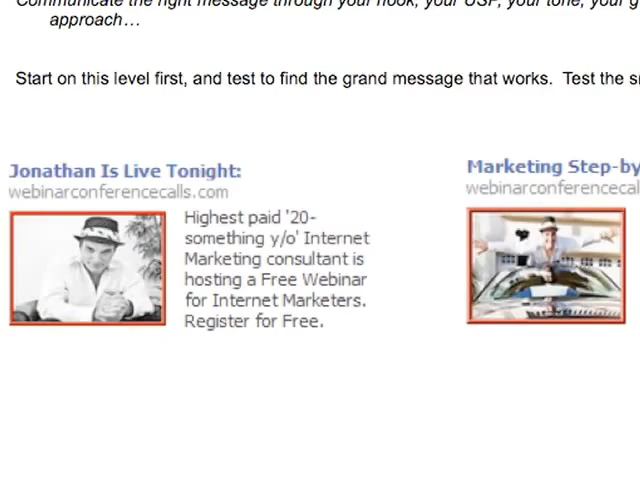 Communicate the right message through your hook, your USP, your tone, your
approach…
Start on this level first, and test to find the grand message that works.  Test the
Jonathan Is Live Tonight:
webinarconferencecalls.com
Highest paid '20-
something y/o' Internet
Marketing consultant is
hosting a Free Webinar
for Internet Marketers.
Register for Free.
Marketing Step-by
webinarconferencecal